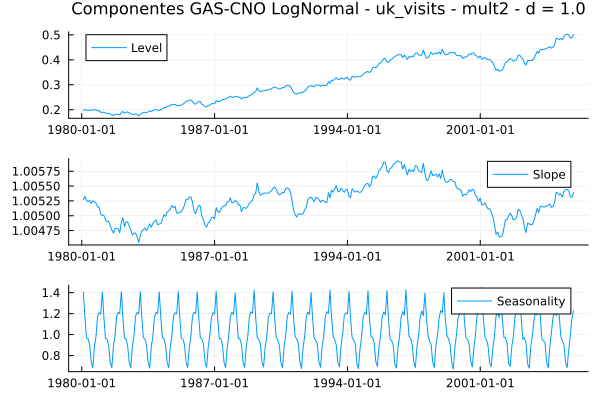 Componentes GAS-CNO LogNormal - uk_visits - mult2 - d = 1.0
0.5
0.4
0.3
0.2
Level
1980-01-01 1987-01-01 1994-01-01 2001-01-01
1.00575
1.00550
1.00525
1.00500
1.00475
Slope
1980-01-01 1987-01-01 1994-01-01 2001-01-01
1.4
1.2
1.0
0.8
Seasonality
1980-01-01 1987-01-01 1994-01-01 2001-01-01